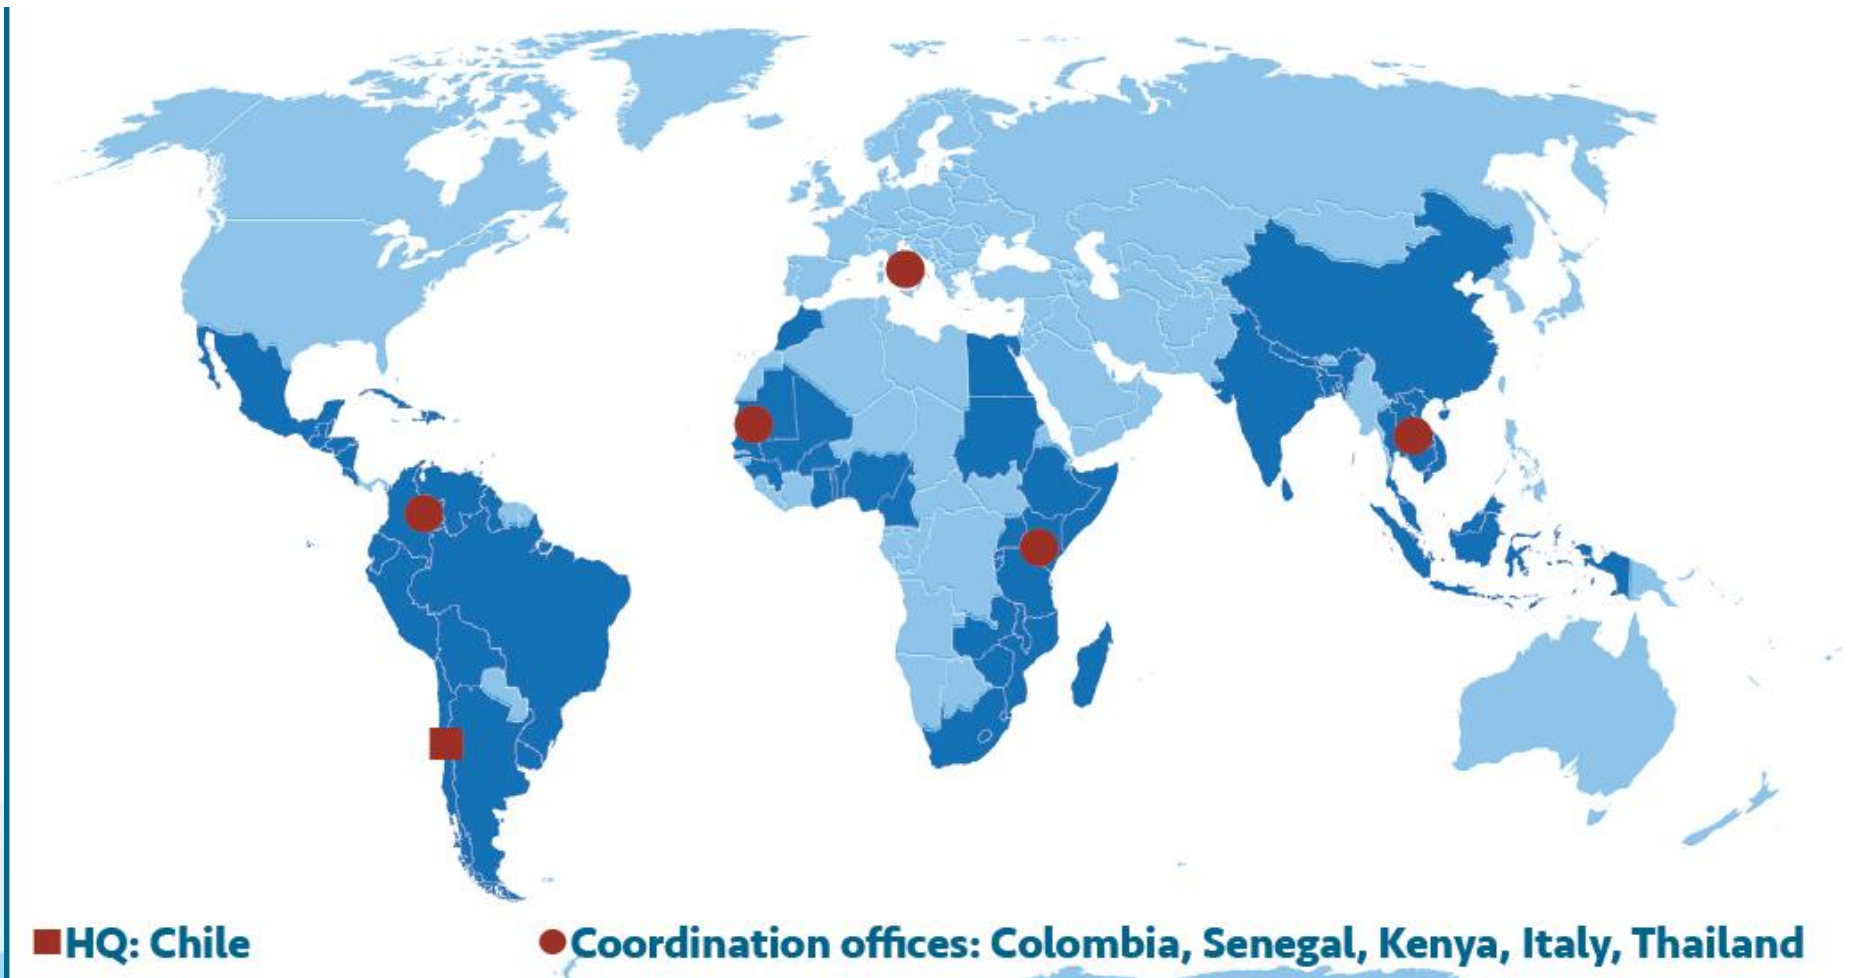 HQ: Chile
Coordination offices: Colombia, Senegal, Kenya, Italy, Thailand